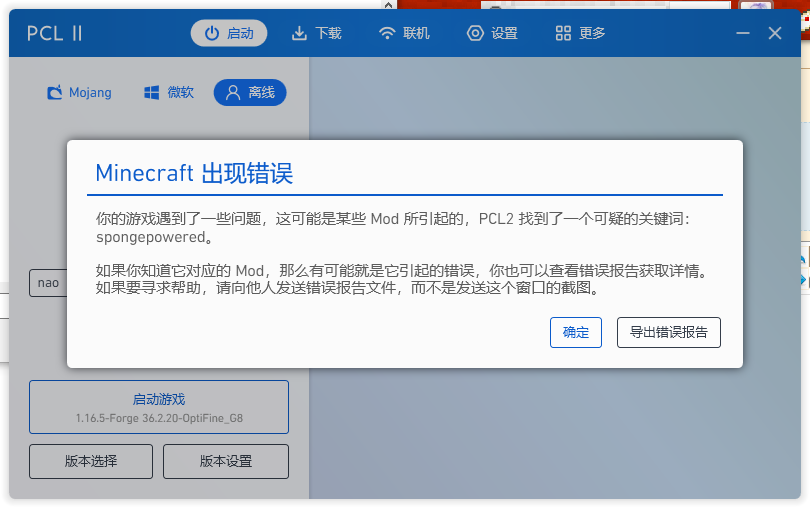 PCL II
启动
下载
联机
设置
更多
Mojang
微软
离线
Minecraft 出现错误
你的游戏遇到了一些问题，这可能是某些 Mod 所引起的，PCL2 找到了一个可疑的关键词：
spongepowered。
如果你知道它对应的 Mod，那么有可能就是它引起的错误，你也可以查看错误报告获取详情。
如果要寻求帮助，请向他人发送错误报告文件，而不是发送这个窗口的截图。
nao
确定
导出错误报告
启动游戏
1.16.5-Forge 36.2.20-OptiFine_G8
版本选择
版本设置